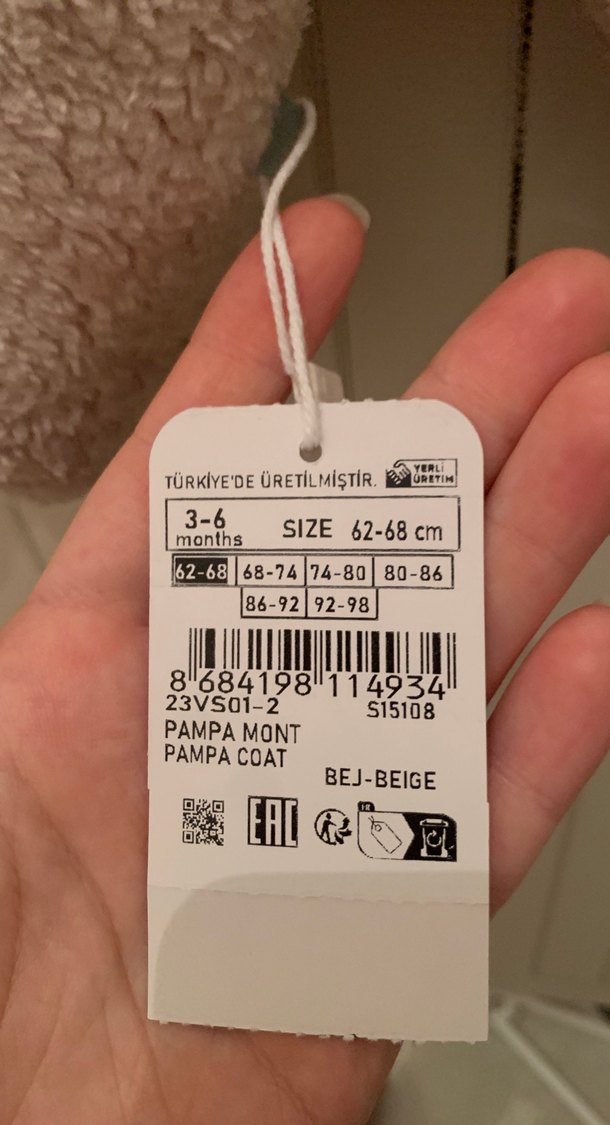 TÜRKİYE'DE ÜRETİLMİŞTİR.
YERLİ
ÜRETİM
3-6
months
SIZE 62-68 cm
62-68 68-74 74-80 80-86
86-92 92-98
8 684198 114934
23VS01-2 S15108
PAMPA MONT
PAMPA COAT
BEJ-BEIGE
EAC
FR